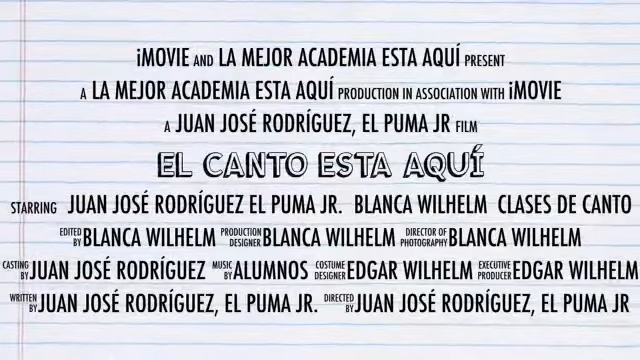 iMOVIE AND LA MEJOR ACADEMIA ESTA AQUÍ PRESENT
A LA MEJOR ACADEMIA ESTA AQUÍ PRODUCTION IN ASSOCIATION WITH iMOVIE
A JUAN JOSÉ RODRÍGUEZ, EL PUMA JR FILM
EL CANTO ESTA AQUÍ
STARRING JUAN JOSÉ RODRÍGUEZ EL PUMA JR. BLANCA WILHELM CLASES DE CANTO
EDITED BY BLANCA WILHELM PRODUCTION DESIGNER BLANCA WILHELM DIRECTOR OF PHOTOGRAPHY BLANCA WILHELM
CASTING BY JUAN JOSÉ RODRÍGUEZ MUSIC BY ALUMNOS COSTUME DESIGNER EDGAR WILHELM EXECUTIVE PRODUCER EDGAR WILHELM
WRITTEN BY JUAN JOSÉ RODRÍGUEZ, EL PUMA JR. DIRECTED BY JUAN JOSÉ RODRÍGUEZ, EL PUMA JR